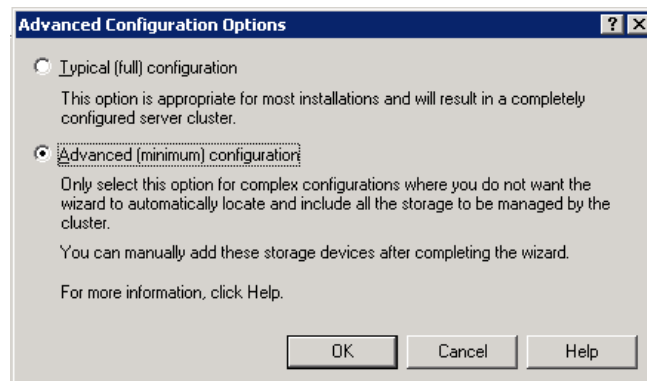 Advanced Configuration Options
Typical (full) configuration
This option is appropriate for most installations and will result in a completely
configured server cluster.
Advanced (minimum) configuration
Only select this option for complex configurations where you do not want the
wizard to automatically locate and include all the storage to be managed by the
cluster.
You can manually add these storage devices after completing the wizard.
For more information, click Help.
OK Cancel Help